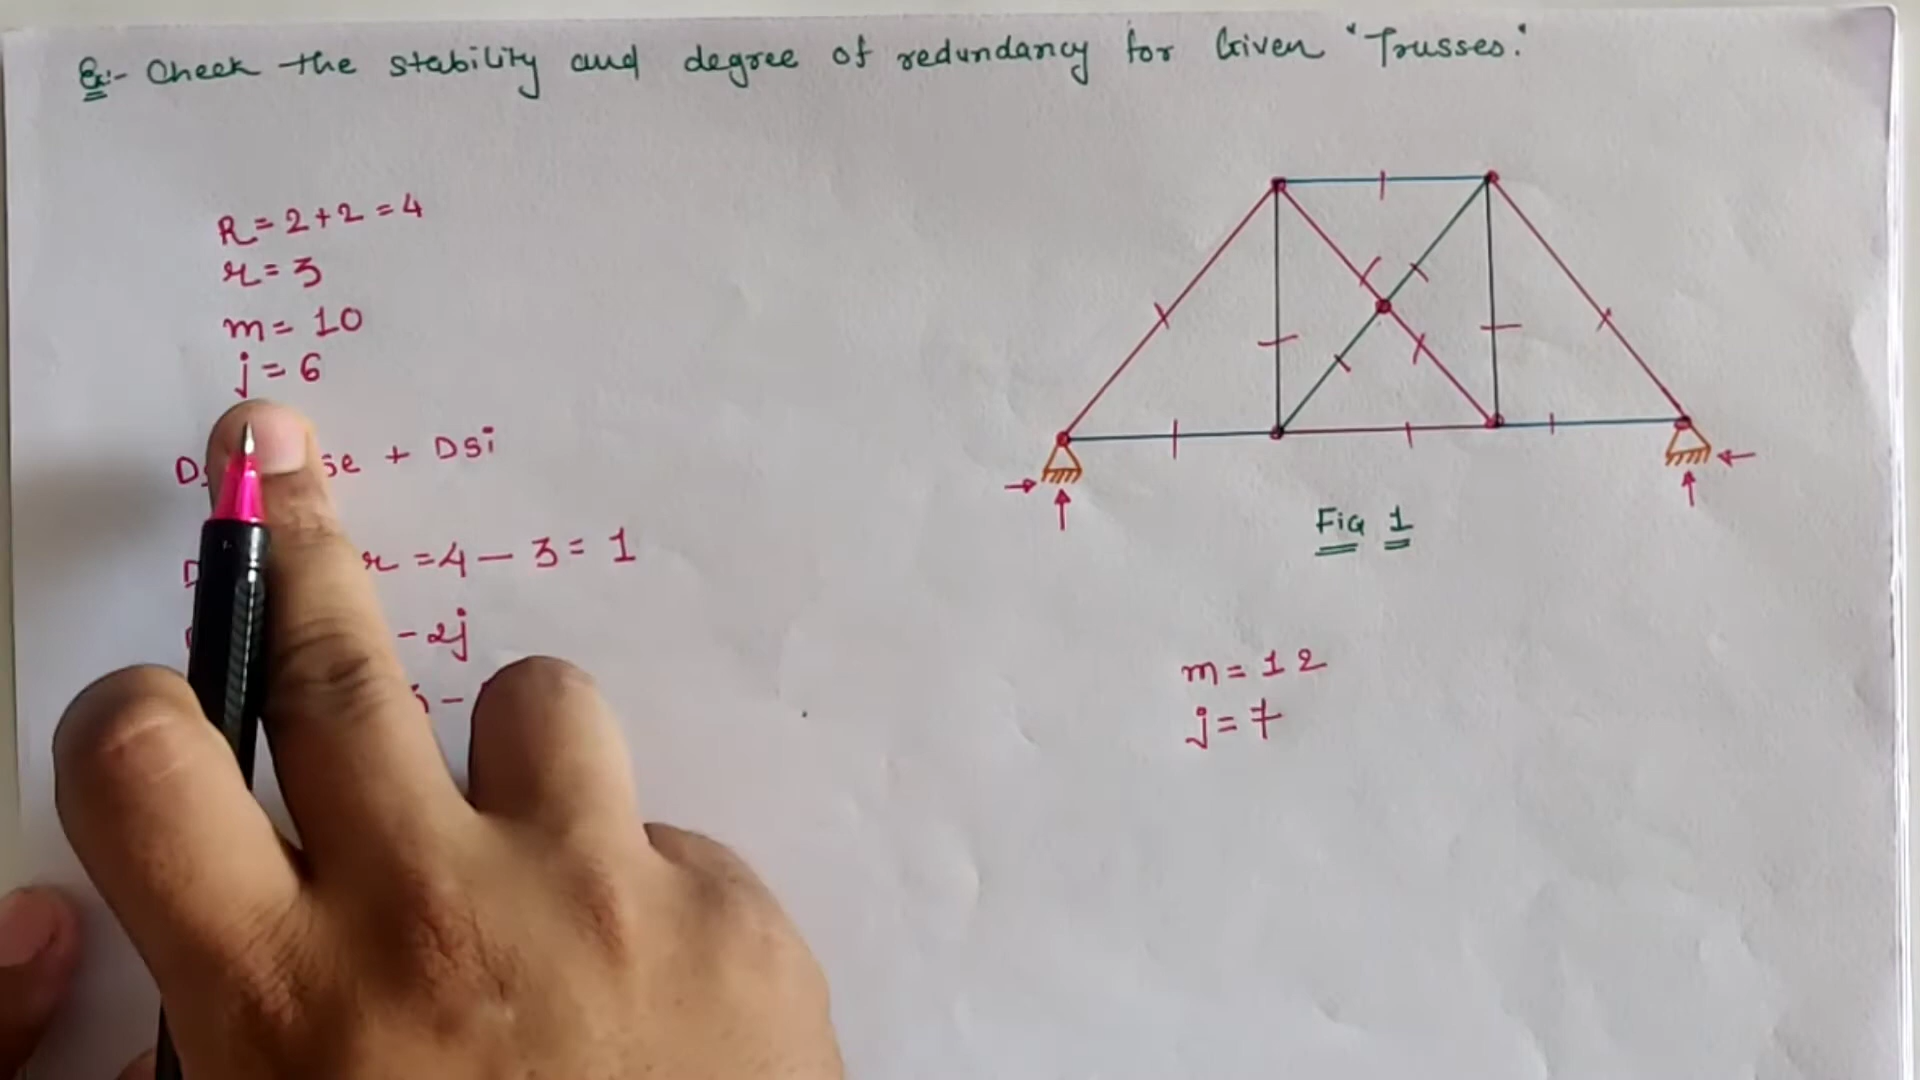 Ex:- Check the stability and degree of redundancy for Given "Trusses."
R = 2 + 2 = 4
r = 3
m = 10
j = 6
se + Dsi
r = 4 - 3 = 1
- 2j
Fig 1
m = 12
j = 7